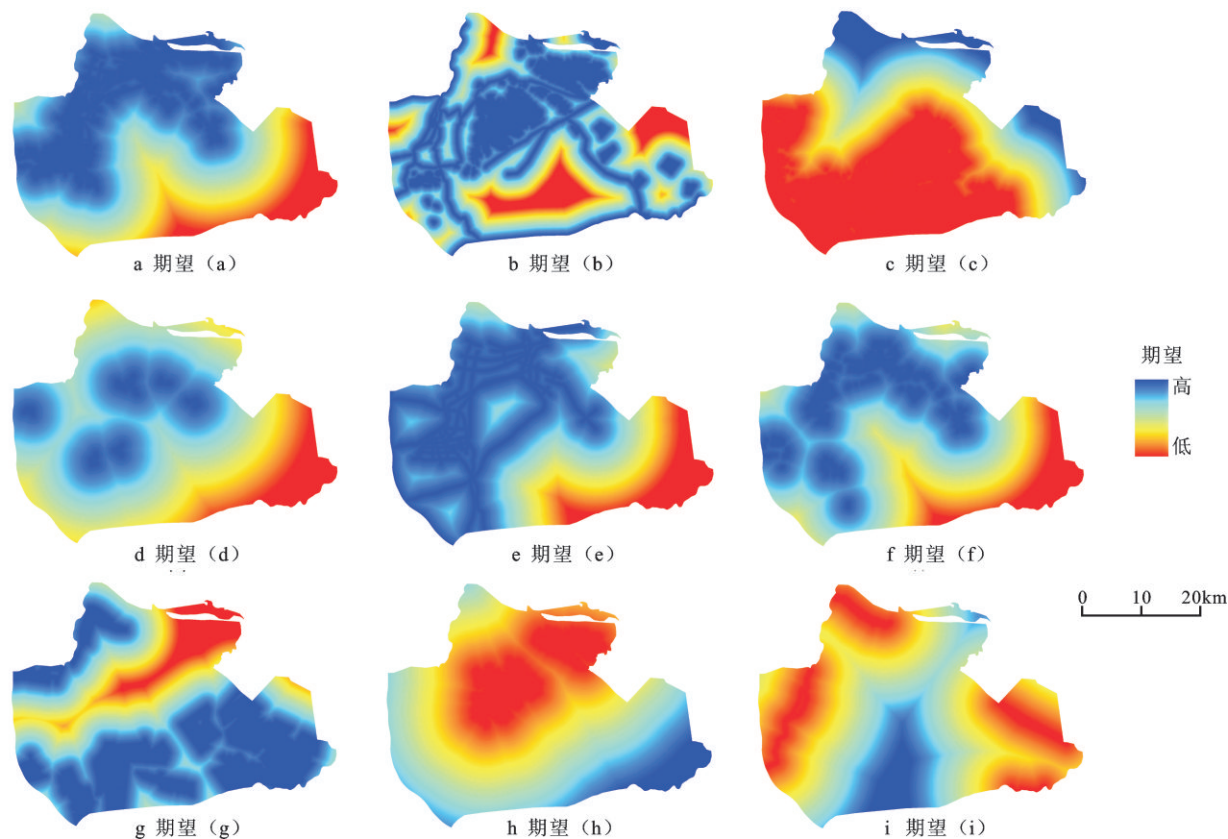 a 期望（a）
b 期望（b）
c 期望（c）
期望
高
低
d 期望（d）
e 期望（e）
f 期望（f）
0 10 20km
g 期望（g）
h 期望（h）
i 期望（i）